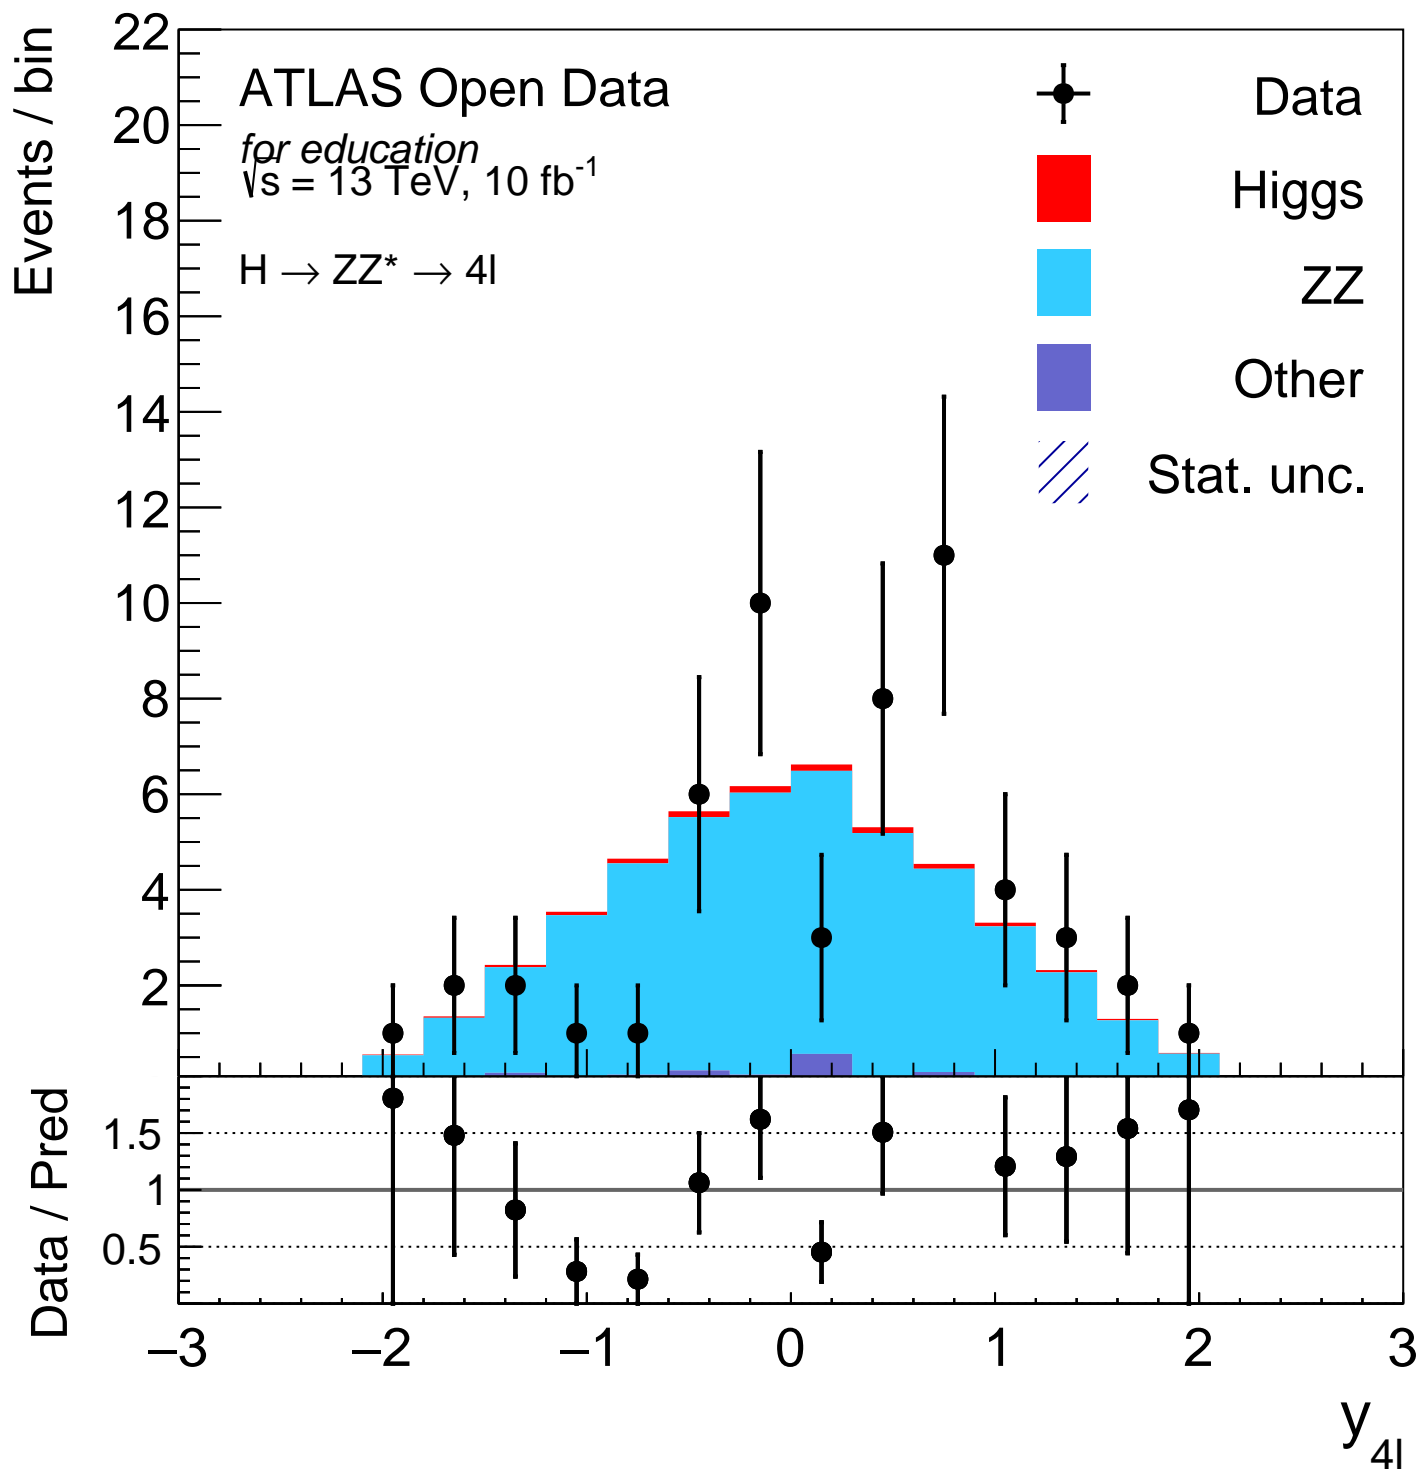 Events / bin
22
20
18
16
14
12
10
8
6
4
2
ATLAS Open Data
for education
√s = 13 TeV, 10 fb-1
H → ZZ* → 4l
Data
Higgs
ZZ
Other
Stat. unc.
Data / Pred
1.5
1
0.5
−3 −2 −1 0 1 2 3
y4l